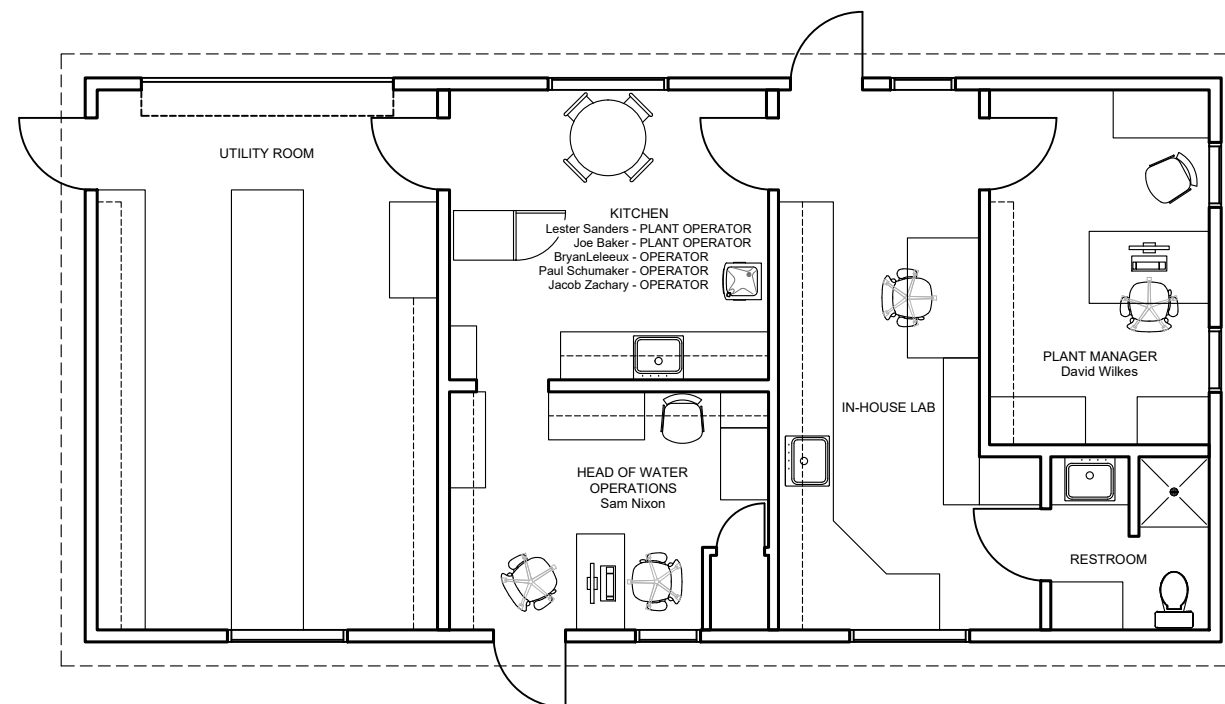 UTILITY ROOM
KITCHEN
Lester Sanders - PLANT OPERATOR
Joe Baker - PLANT OPERATOR
BryanLeleeux - OPERATOR
Paul Schumaker - OPERATOR
Jacob Zachary - OPERATOR
PLANT MANAGER
David Wilkes
IN-HOUSE LAB
HEAD OF WATER
OPERATIONS
Sam Nixon
RESTROOM